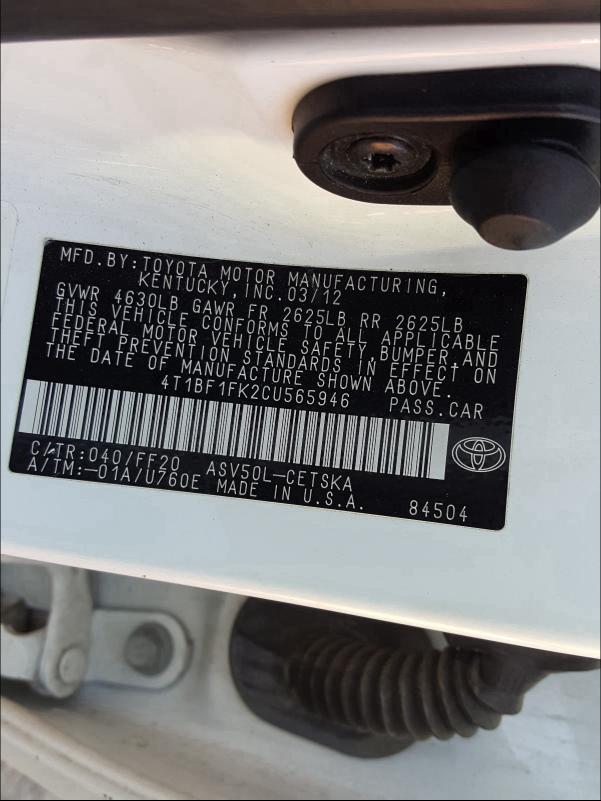 MFD.BY:TOYOTA MOTOR MANUFACTURING,
KENTUCKY, INC.03/12
GVWR 4630LB GAWR FR 2625LB RR 2625LB
THIS VEHICLE CONFORMS TO ALL APPLICABLE
FEDERAL MOTOR VEHICLE SAFETY,BUMPER,AND
THEFT PREVENTION STANDARDS IN EFFECT ON
THE DATE OF MANUFACTURE SHOWN ABOVE.
4T1BF1FK2CU565946 PASS.CAR
C/TR:040/FF20 ASV50L-CETSKA
A/TM:-01A/U760E MADE IN U.S.A. 84504